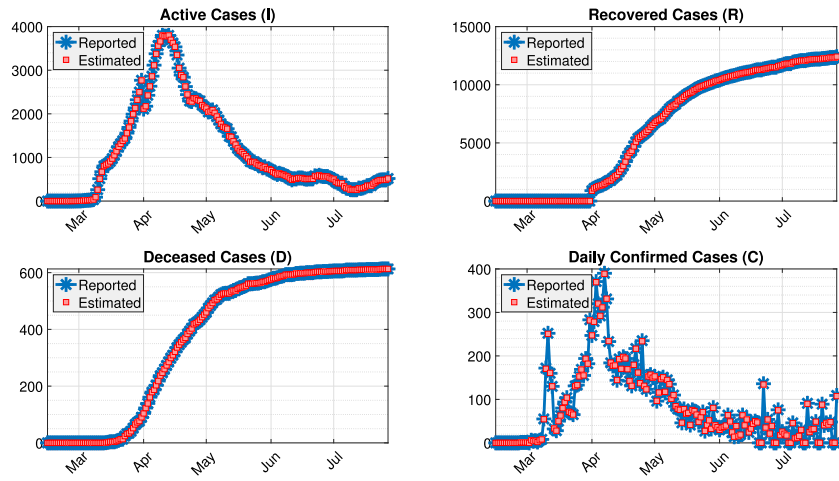 Active Cases (I)
Reported
Estimated
4000
3000
2000
1000
0
Mar
Apr
May
Jun
Jul
Recovered Cases (R)
Reported
Estimated
15000
10000
5000
0
Mar
Apr
May
Jun
Jul
Deceased Cases (D)
Reported
Estimated
600
400
200
0
Mar
Apr
May
Jun
Jul
Daily Confirmed Cases (C)
Reported
Estimated
400
300
200
100
0
Mar
Apr
May
Jun
Jul